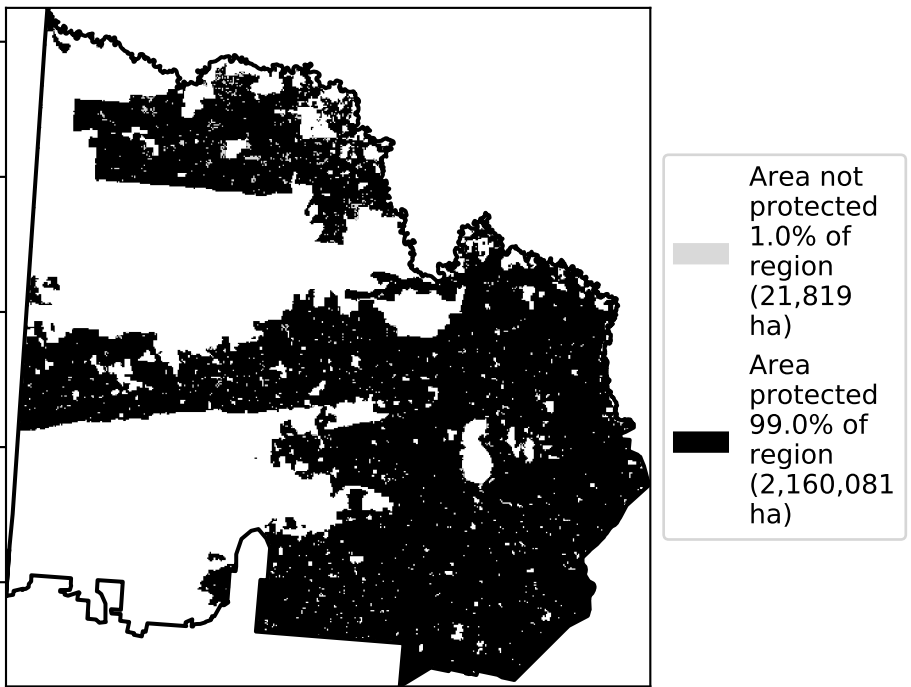 Area not
protected
1.0% of
region
(21,819
ha)
Area
protected
99.0% of
region
(2,160,081
ha)